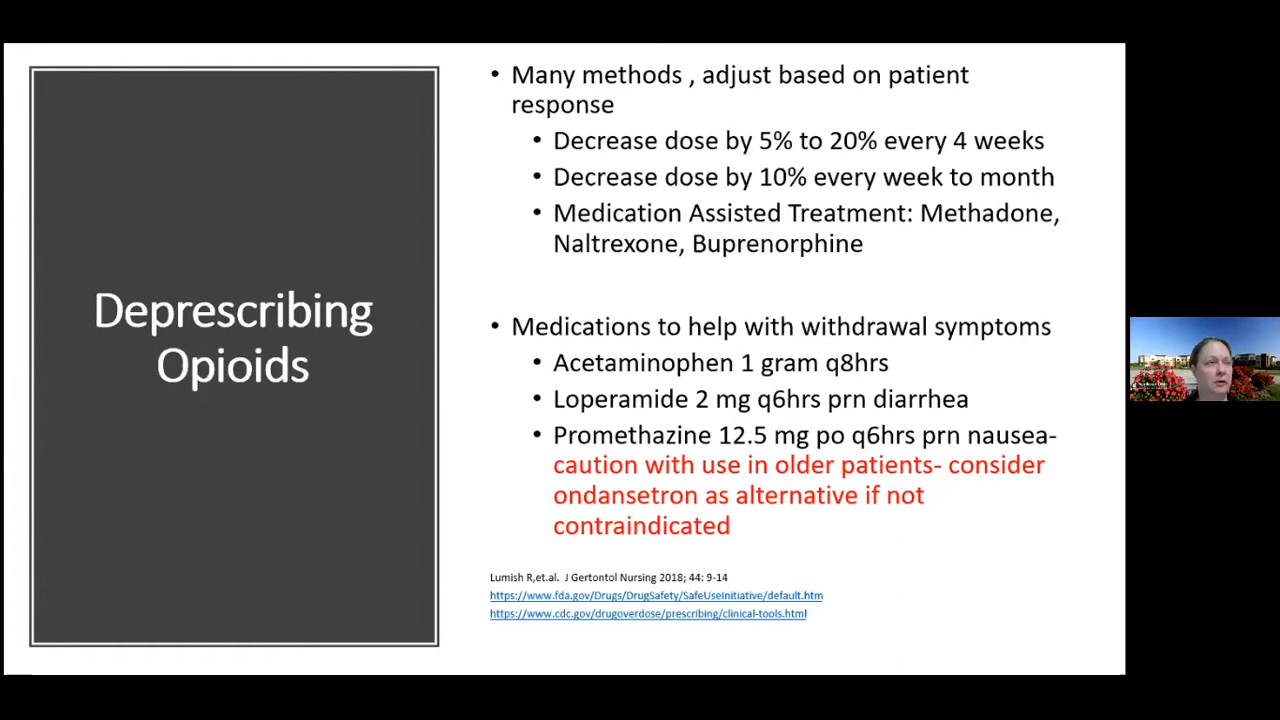 Deprescribing
Opioids
• Many methods , adjust based on patient
response
• Decrease dose by 5% to 20% every 4 weeks
• Decrease dose by 10% every week to month
• Medication Assisted Treatment: Methadone,
Naltrexone, Buprenorphine
• Medications to help with withdrawal symptoms
• Acetaminophen 1 gram q8hrs
• Loperamide 2 mg q6hrs prn diarrhea
• Promethazine 12.5 mg po q6hrs prn nausea-
caution with use in older patients- consider
ondansetron as alternative if not
contraindicated
Lumish R,et.al. J Gertontol Nursing 2018; 44: 9-14
https://www.fda.gov/Drugs/DrugSafety/SafeUseInitiative/default.htm
https://www.cdc.gov/drugoverdose/prescribing/clinical-tools.html